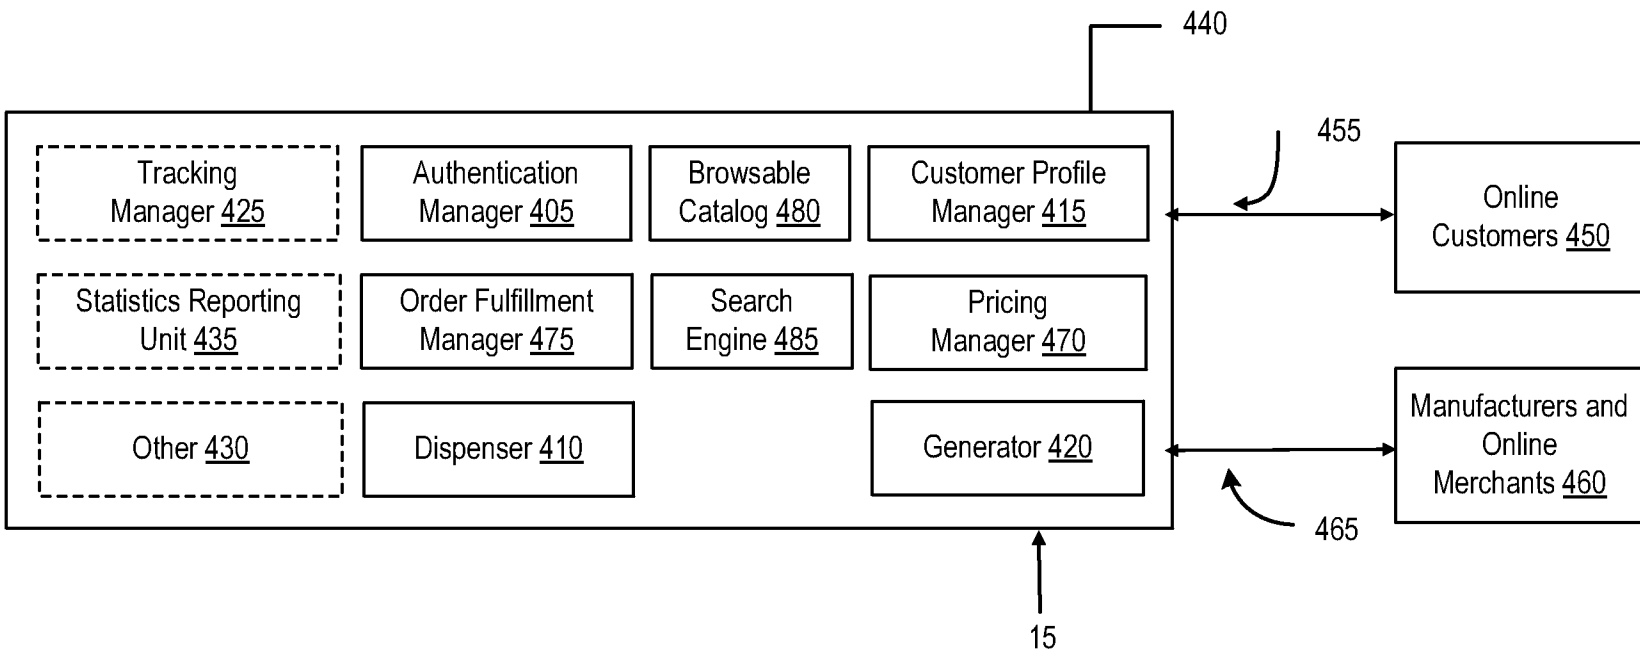 440
455
Tracking
Manager 425
Authentication
Manager 405
Browsable
Catalog 480
Customer Profile
Manager 415
Online
Customers 450
Statistics Reporting
Unit 435
Order Fulfillment
Manager 475
Search
Engine 485
Pricing
Manager 470
Manufacturers and
Online
Merchants 460
Other 430
Dispenser 410
Generator 420
465
15